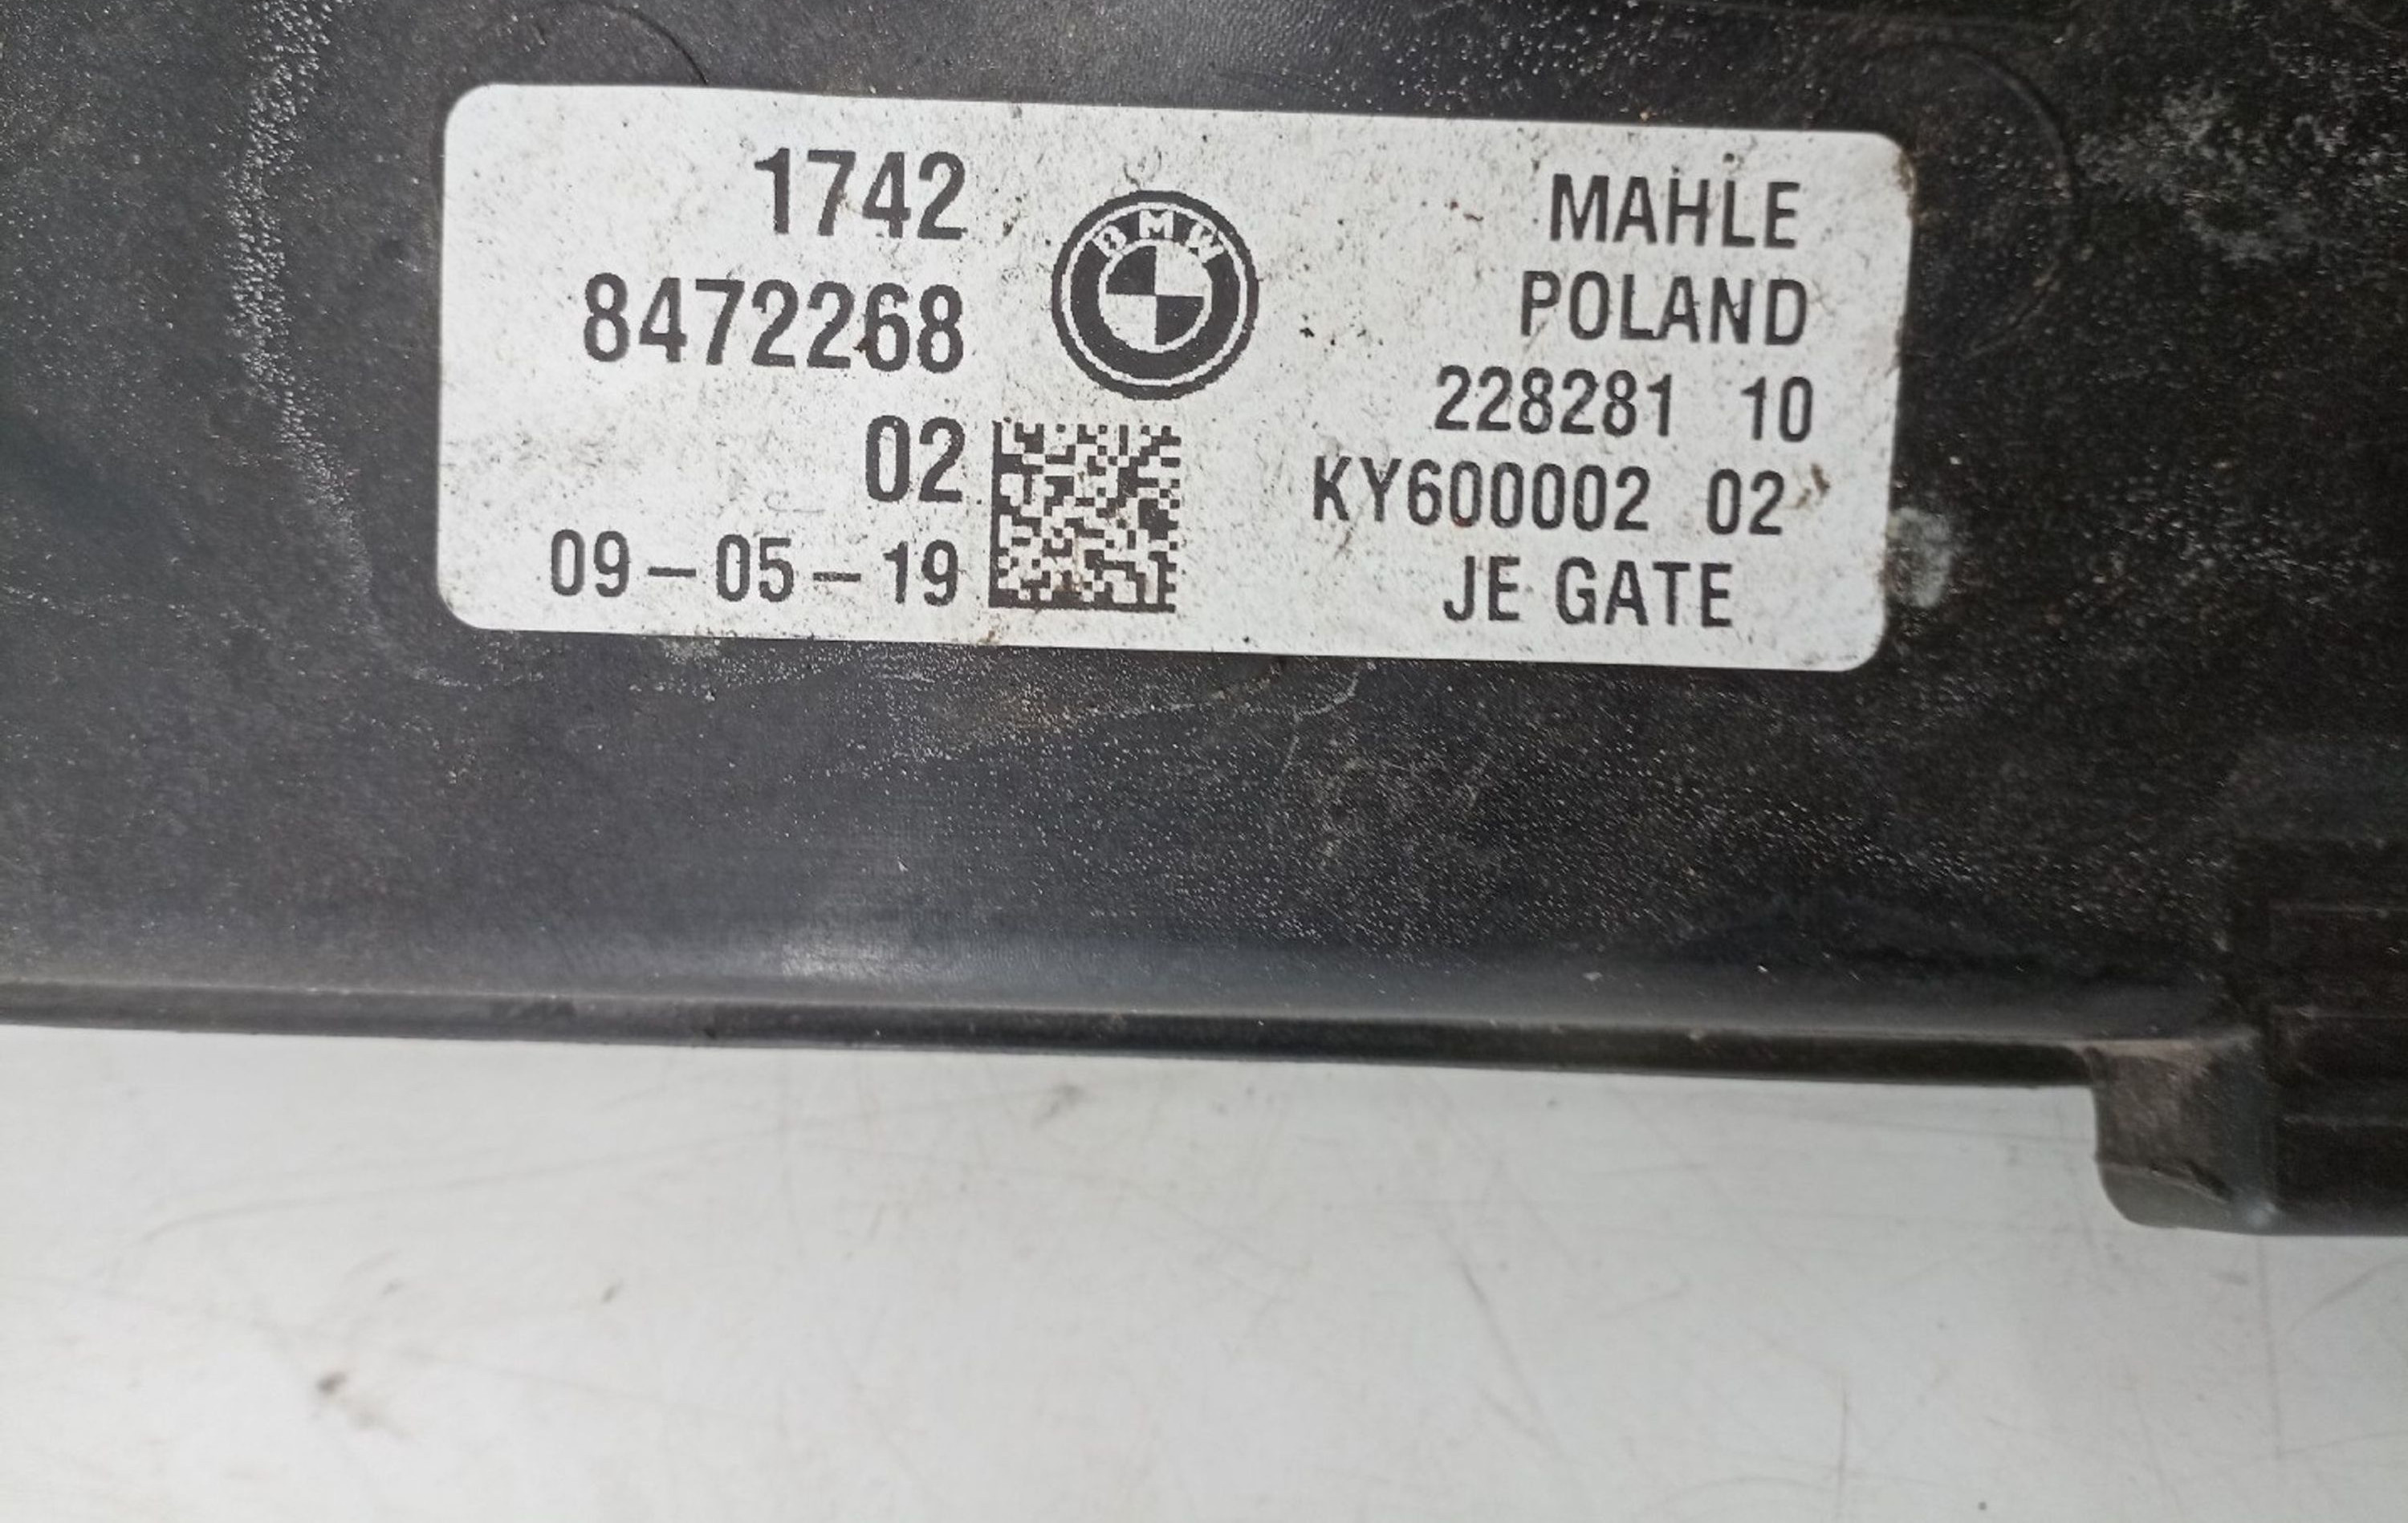 1742
8472268
02
09-05-19
BMW
MAHLE
POLAND
228281 10
KY600002 02
JE GATE